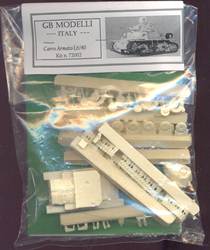 GB MODELLI
--- ITALY ---
Carro Armato L6/40
Kit n. 72002